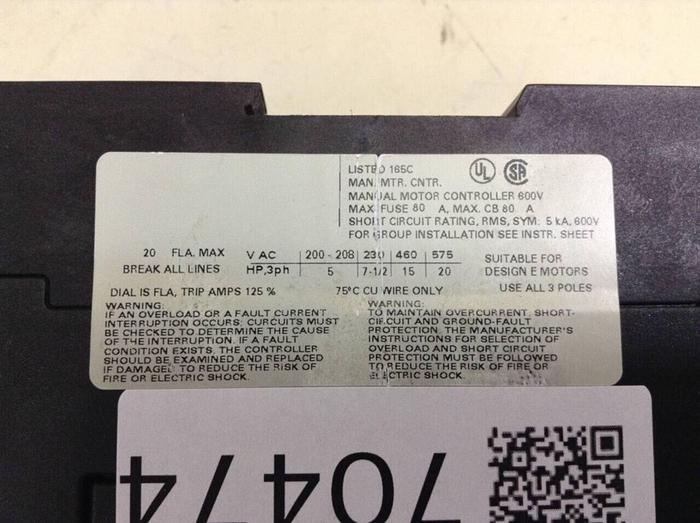 LISTED 165C
MAN. MTR. CNTR.
MANUAL MOTOR CONTROLLER 600V
MAX FUSE 80 A, MAX. CB 80 A
SHORT CIRCUIT RATING, RMS, SYM: 5 kA, 600V
FOR GROUP INSTALLATION SEE INSTR. SHEET
UL SA
20 FLA. MAX
BREAK ALL LINES
V AC 200 - 208 230 460 575
HP,3ph 5 7-1/2 15 20
SUITABLE FOR
DESIGN E MOTORS
DIAL IS FLA, TRIP AMPS 125 % 75°C CU WIRE ONLY USE ALL 3 POLES
WARNING:
IF AN OVERLOAD OR A FAULT CURRENT
INTERRUPTION OCCURS, CURCUITS MUST
BE CHECKED TO DETERMINE THE CAUSE
OF THE INTERRUPTION. IF A FAULT
CONDITION EXISTS. THE CONTROLLER
SHOULD BE EXAMINED AND REPLACED
IF DAMAGED TO REDUCE THE RISK OF
FIRE OR ELECTRIC SHOCK.
WARNING:
TO MAINTAIN OVERCURRENT, SHORT-
CIRCUIT AND GROUND-FAULT
PROTECTION. THE MANUFACTURER'S
INSTRUCTIONS FOR SELECTION OF
OVERLOAD AND SHORT CIRCUIT
PROTECTION MUST BE FOLLOWED
TO REDUCE THE RISK OF FIRE OR
ELECTRIC SHOCK.
70474